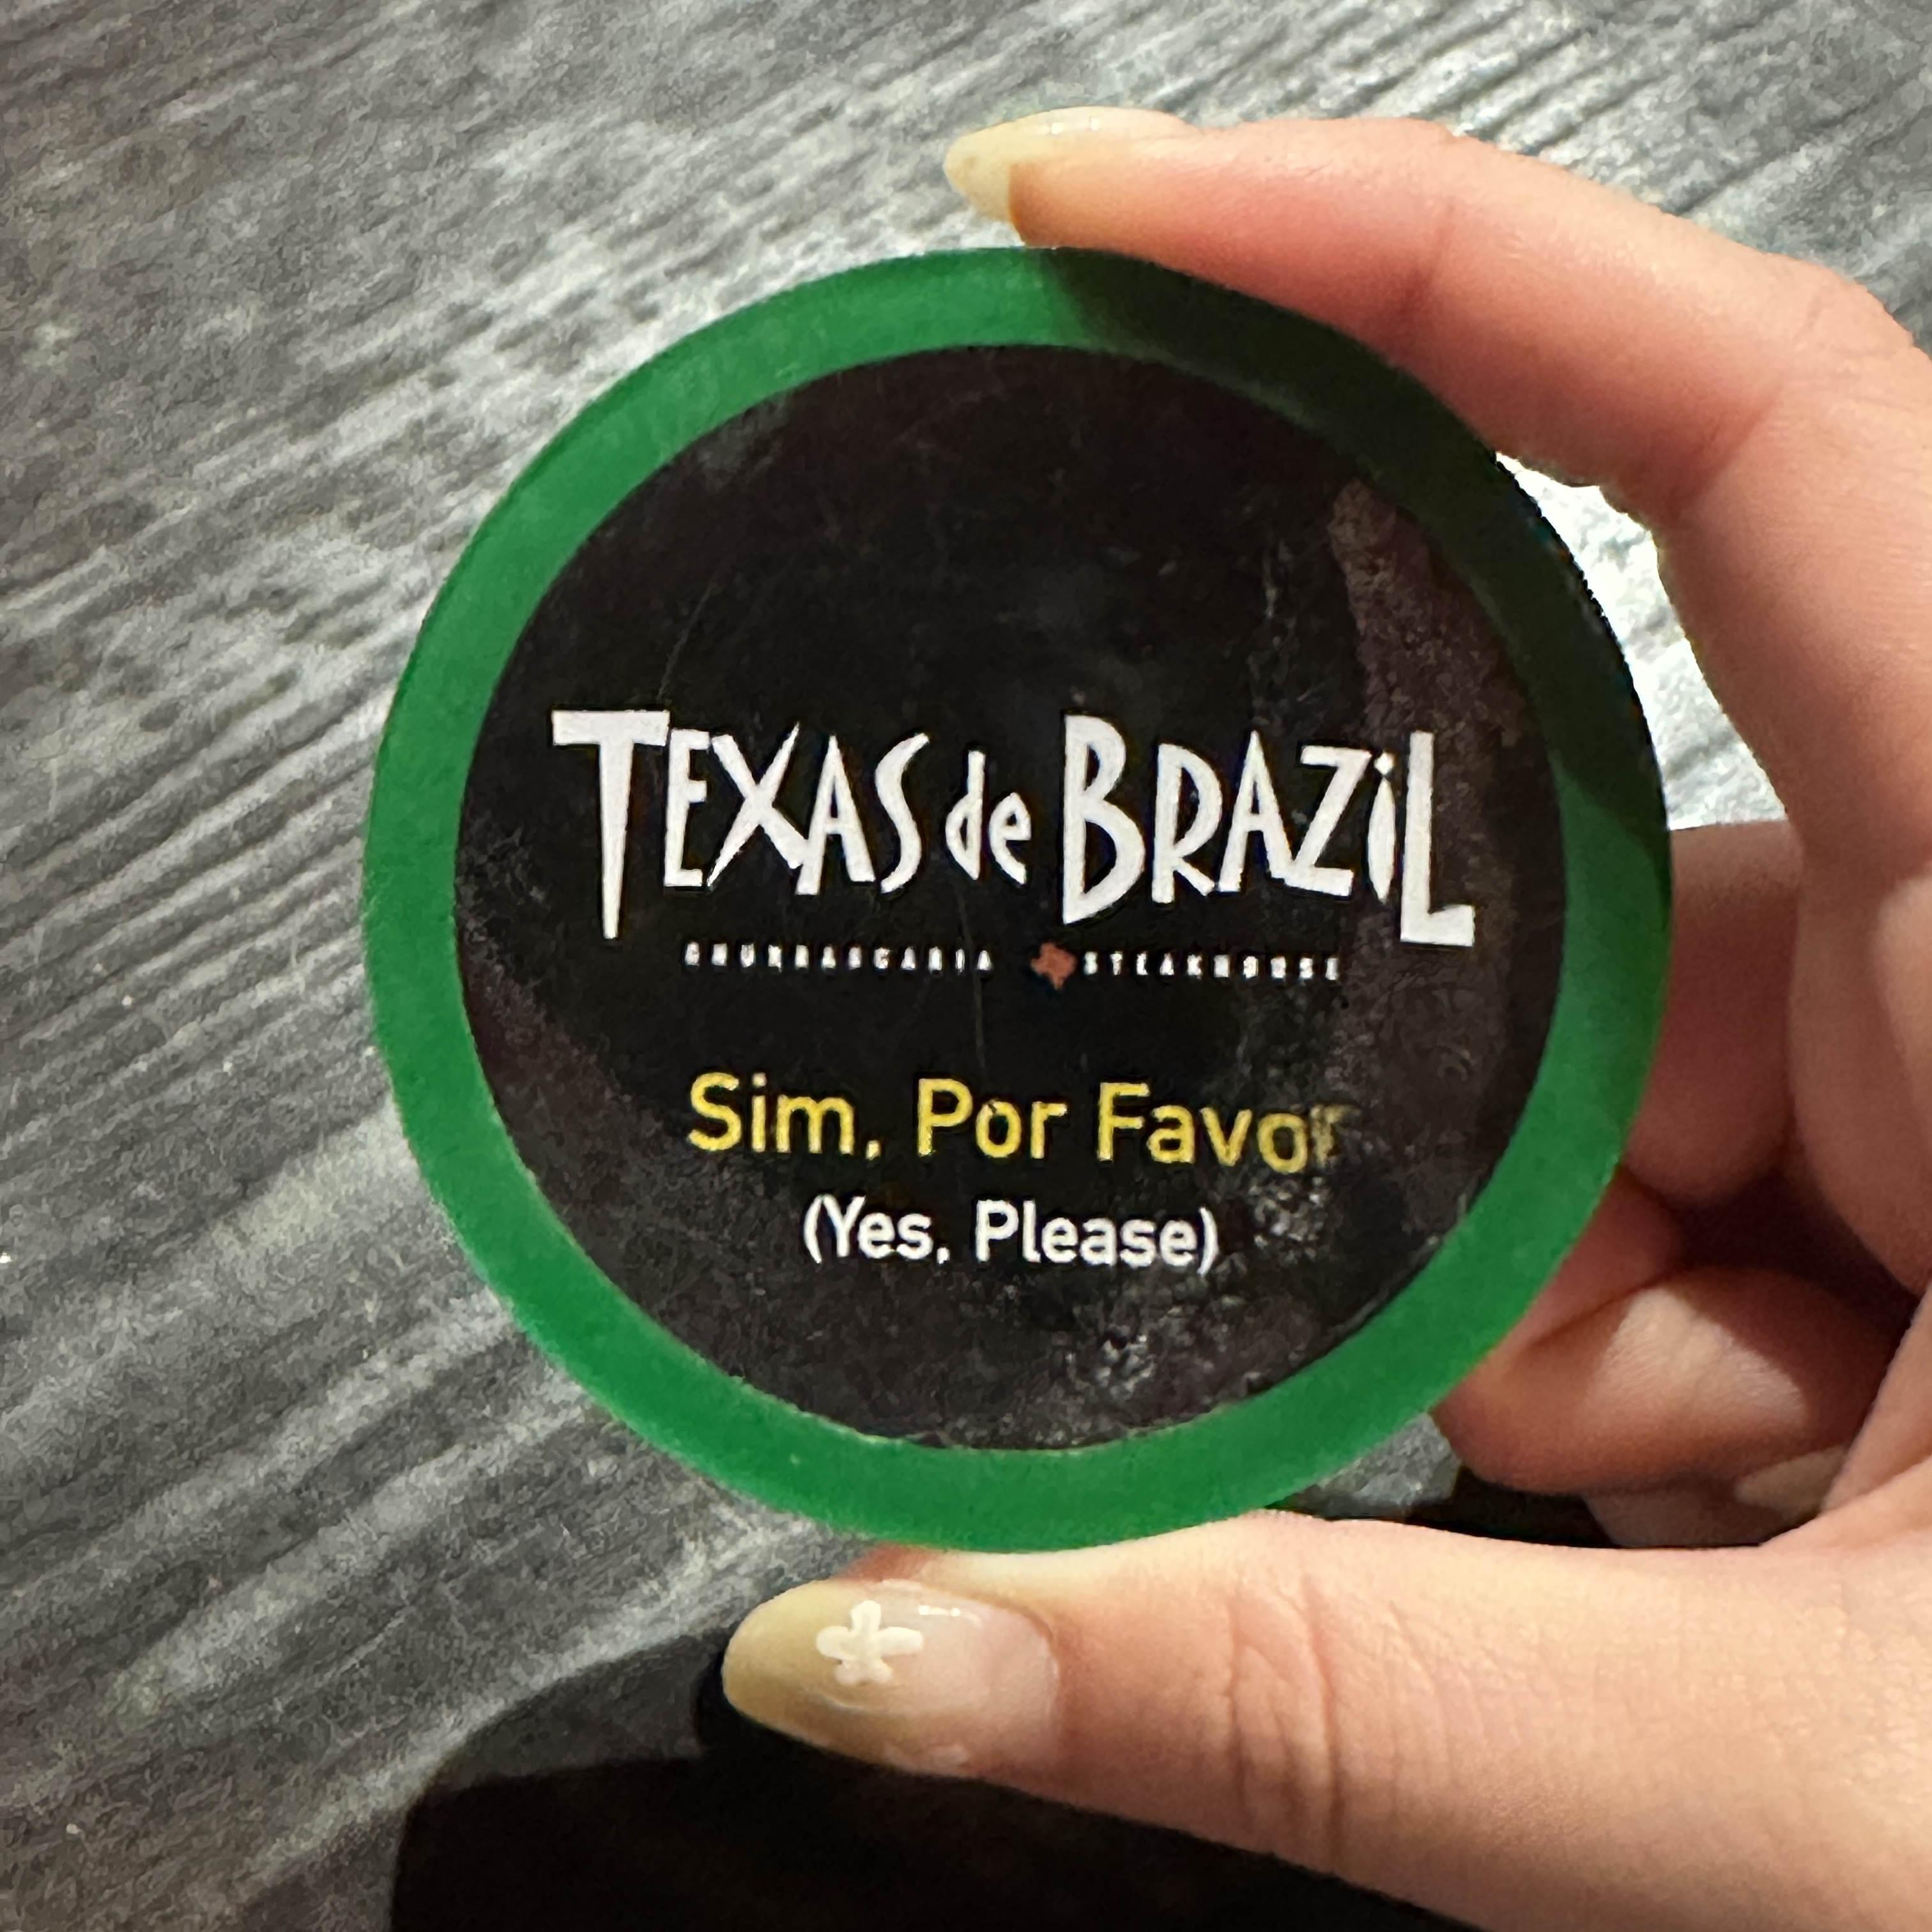 TEXAS de BRAZiL
CHURRASCARIA STEAKHOUSE
Sim, Por Favor
(Yes, Please)